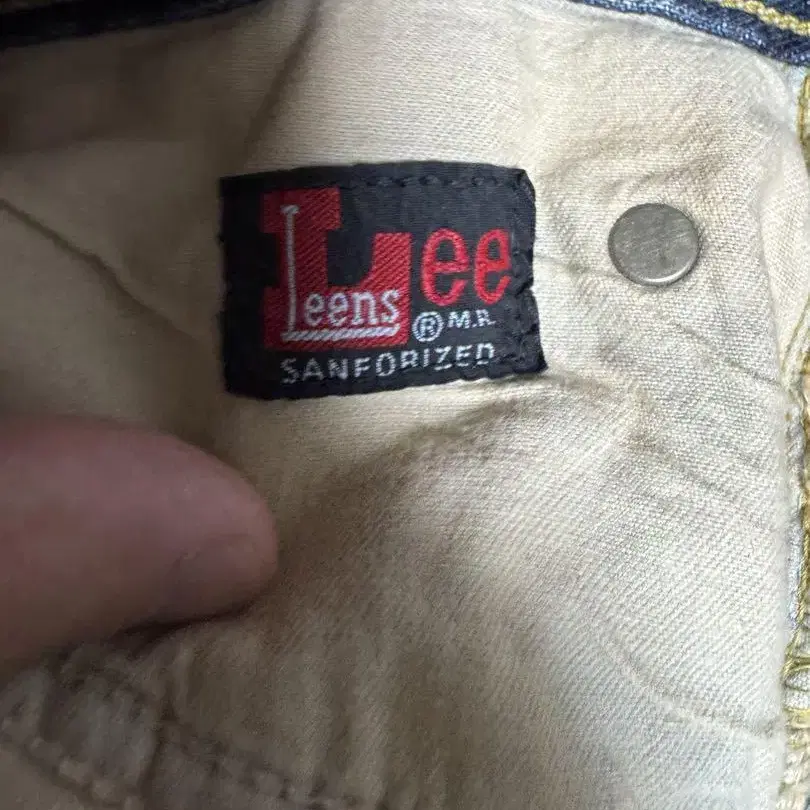 Lee
Leens
® M.R.
SANFORIZED